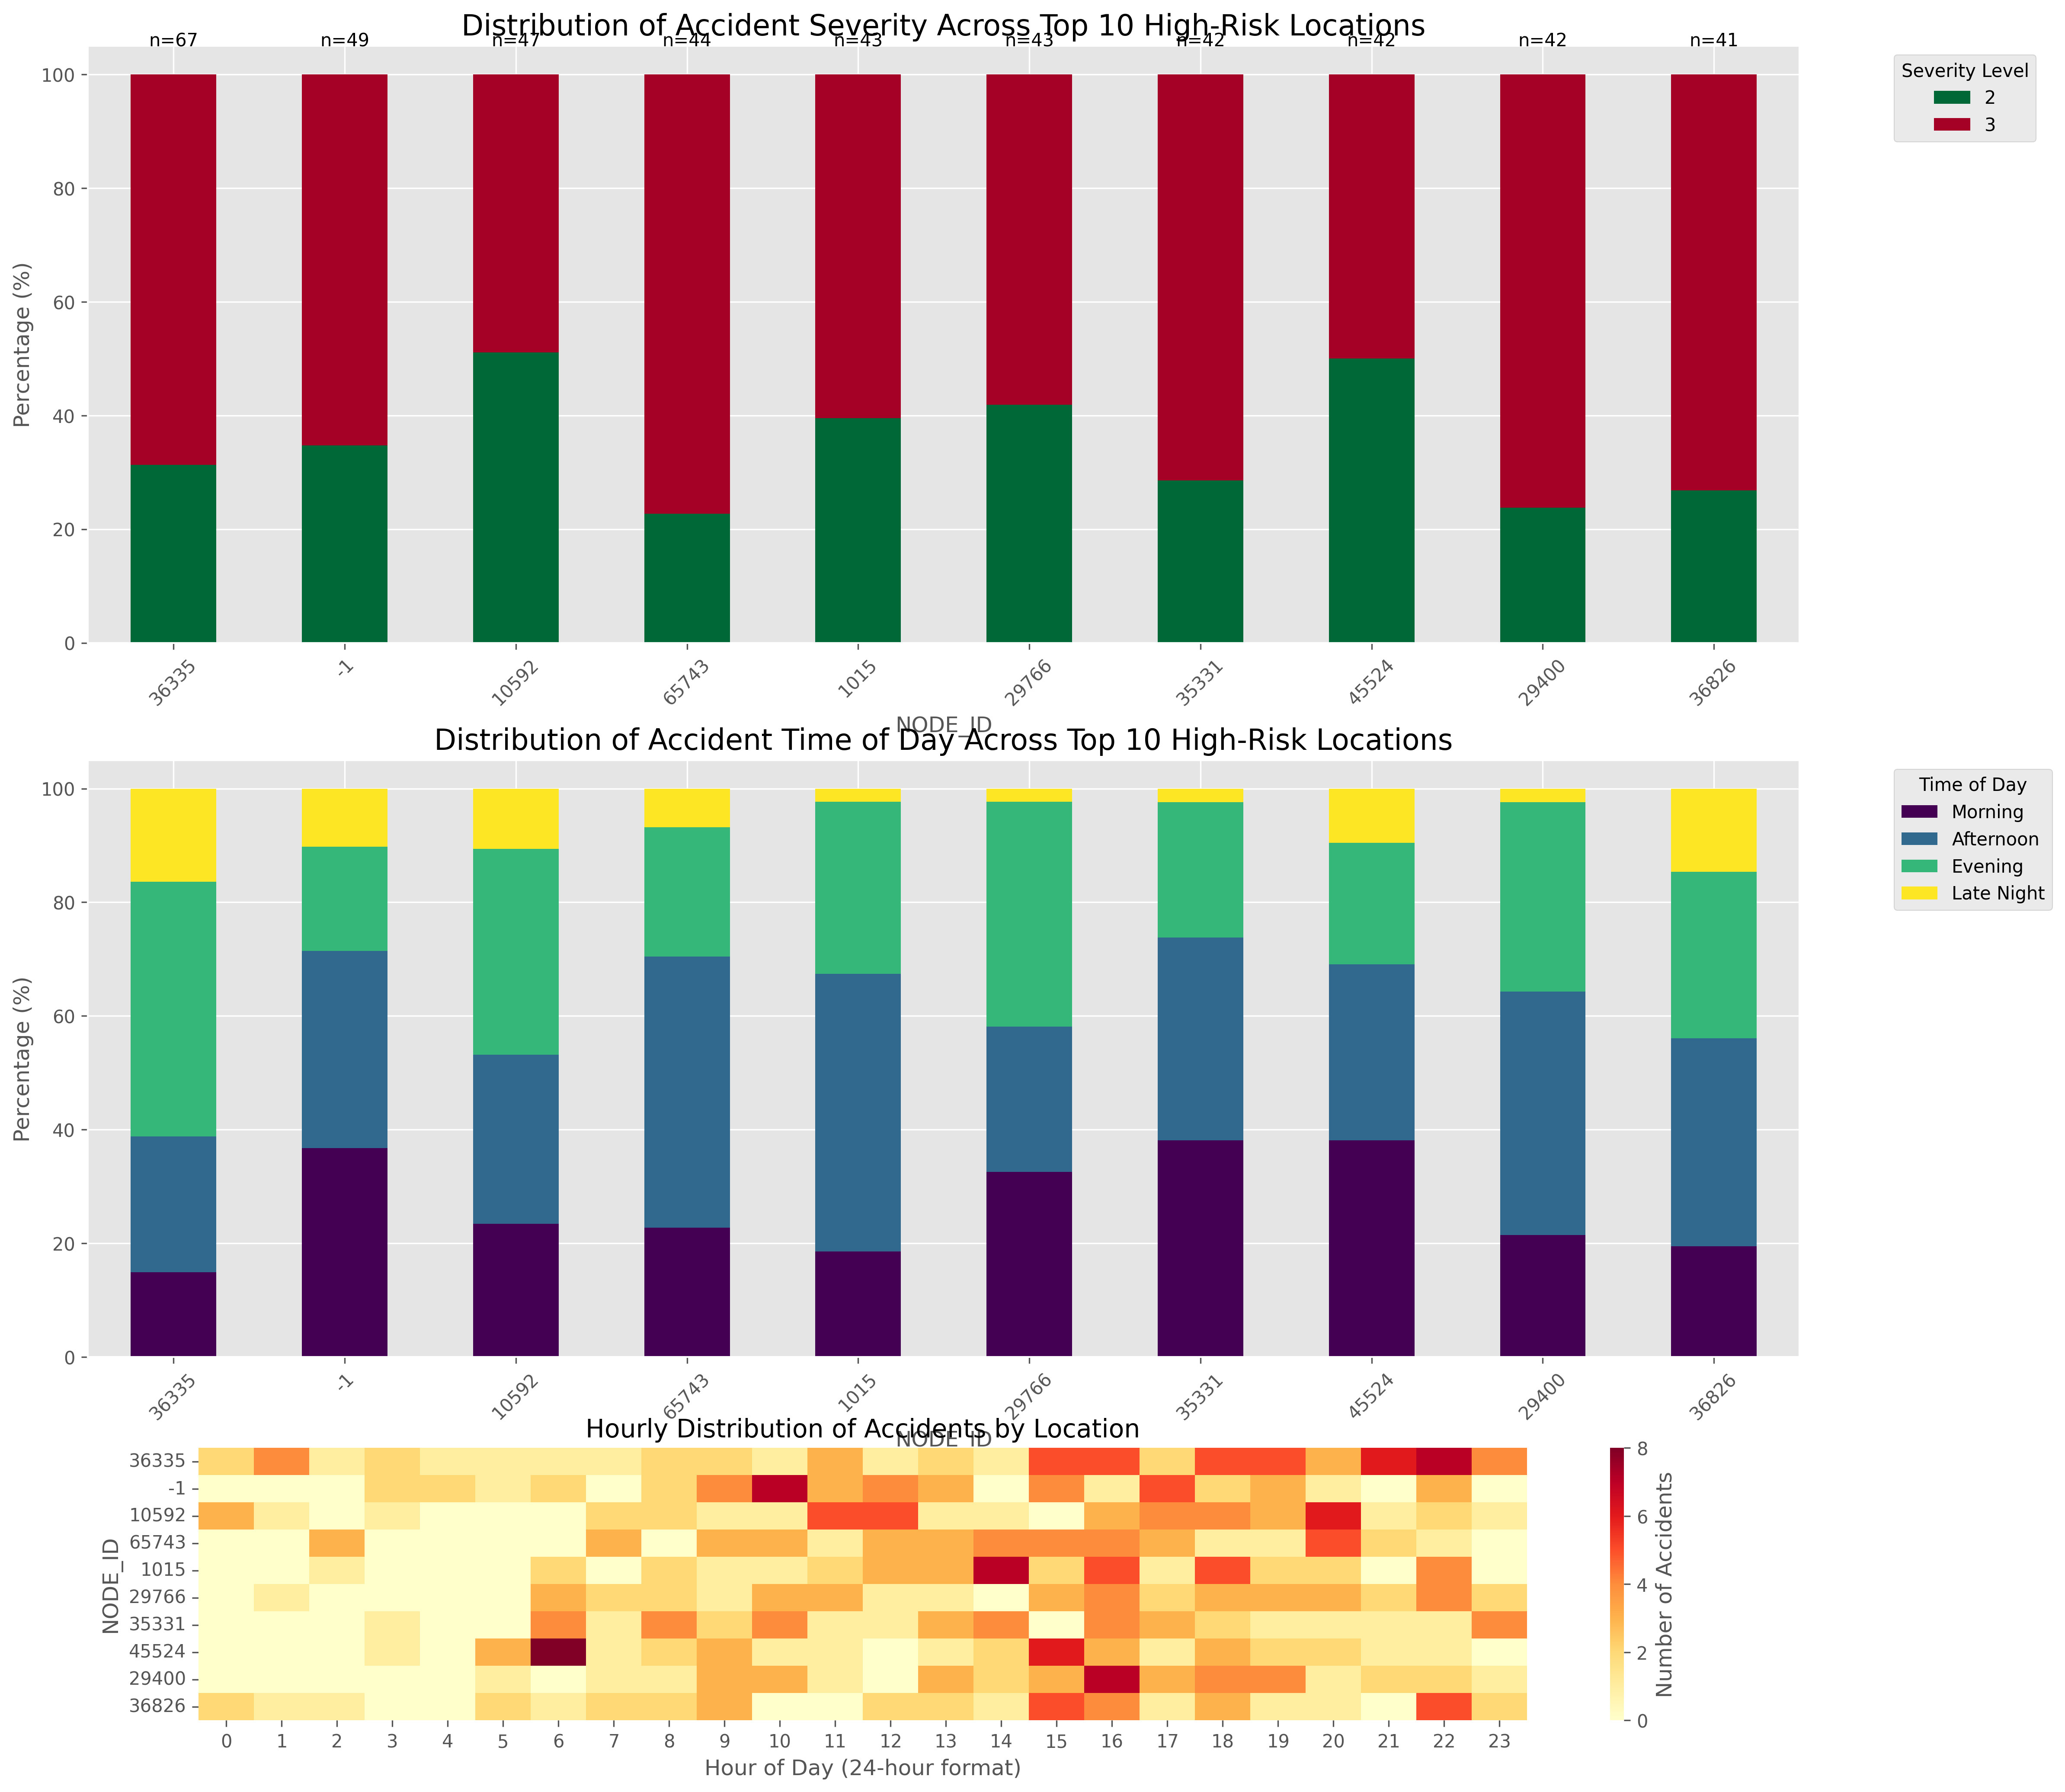 Distribution of Accident Severity Across Top 10 High-Risk Locations
n=67 n=49 n=47 n=44 n=43 n=43 n=42 n=42 n=42 n=41
Severity Level
2
3
Percentage (%)
100
80
60
40
20
0
36335 -1 10592 65743 1015 29766 35331 45524 29400 36826
NODE_ID
Distribution of Accident Time of Day Across Top 10 High-Risk Locations
Time of Day
Morning
Afternoon
Evening
Late Night
Percentage (%)
100
80
60
40
20
0
36335 -1 10592 65743 1015 29766 35331 45524 29400 36826
NODE_ID
Hourly Distribution of Accidents by Location
NODE_ID
36335
-1
10592
65743
1015
29766
35331
45524
29400
36826
0 1 2 3 4 5 6 7 8 9 10 11 12 13 14 15 16 17 18 19 20 21 22 23
Hour of Day (24-hour format)
8
6
4
2
0
Number of Accidents